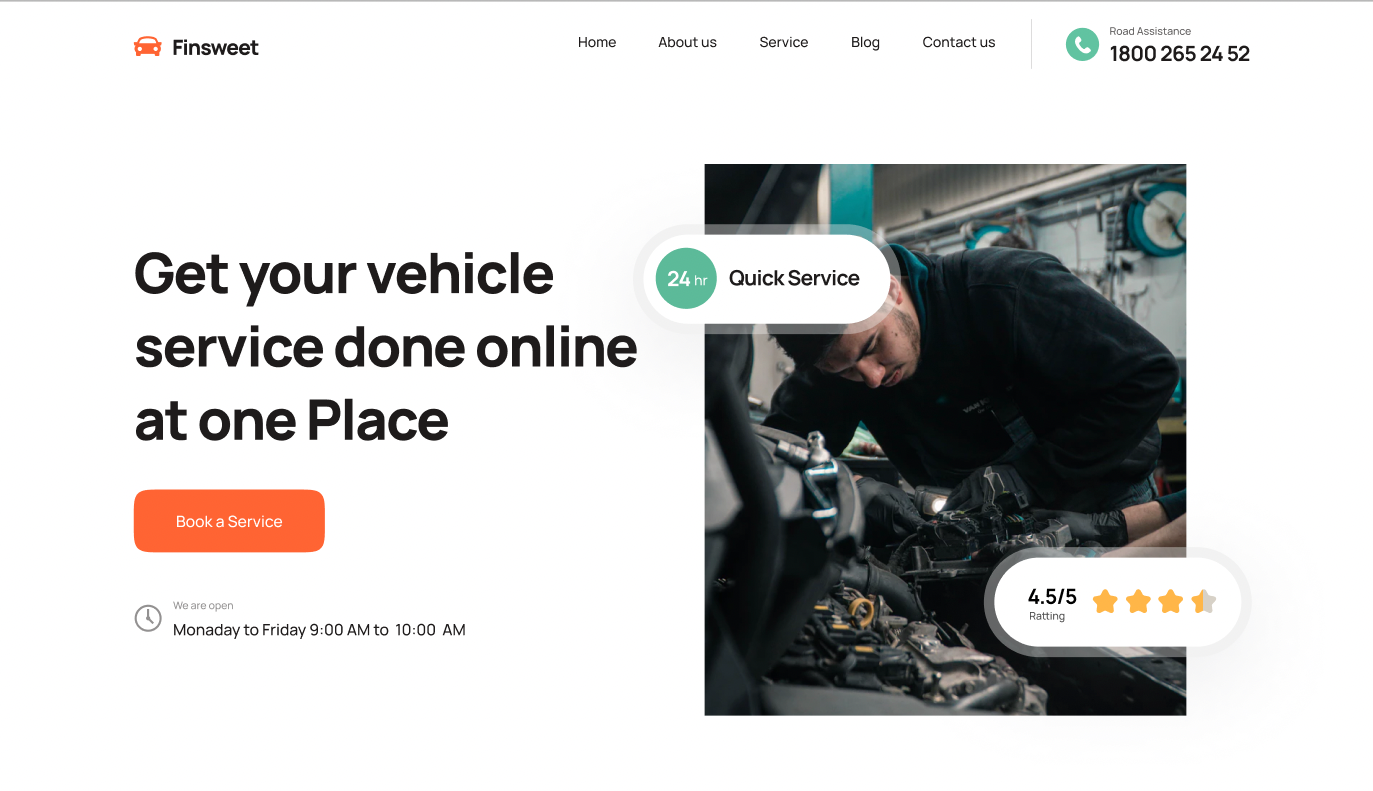 Finsweet
Home About us Service Blog Contact us
Road Assistance
1800 265 24 52
Get your vehicle
service done online
at one Place
24 hr Quick Service
Book a Service
4.5/5
Ratting
We are open
Monaday to Friday 9:00 AM to 10:00 AM